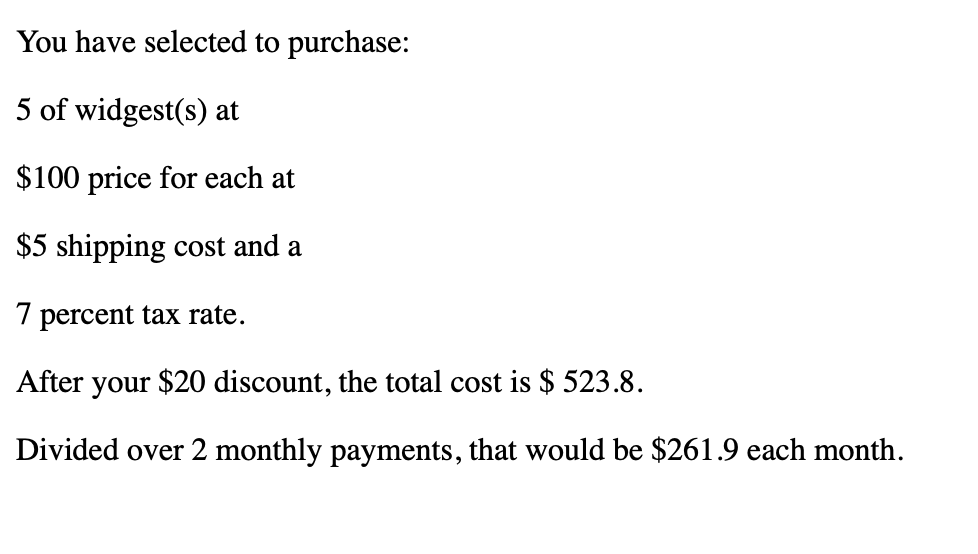 You have selected to purchase:
5 of widgest(s) at
$100 price for each at
$5 shipping cost and a
7 percent tax rate.
After your $20 discount, the total cost is $ 523.8.
Divided over 2 monthly payments, that would be $261.9 each month.